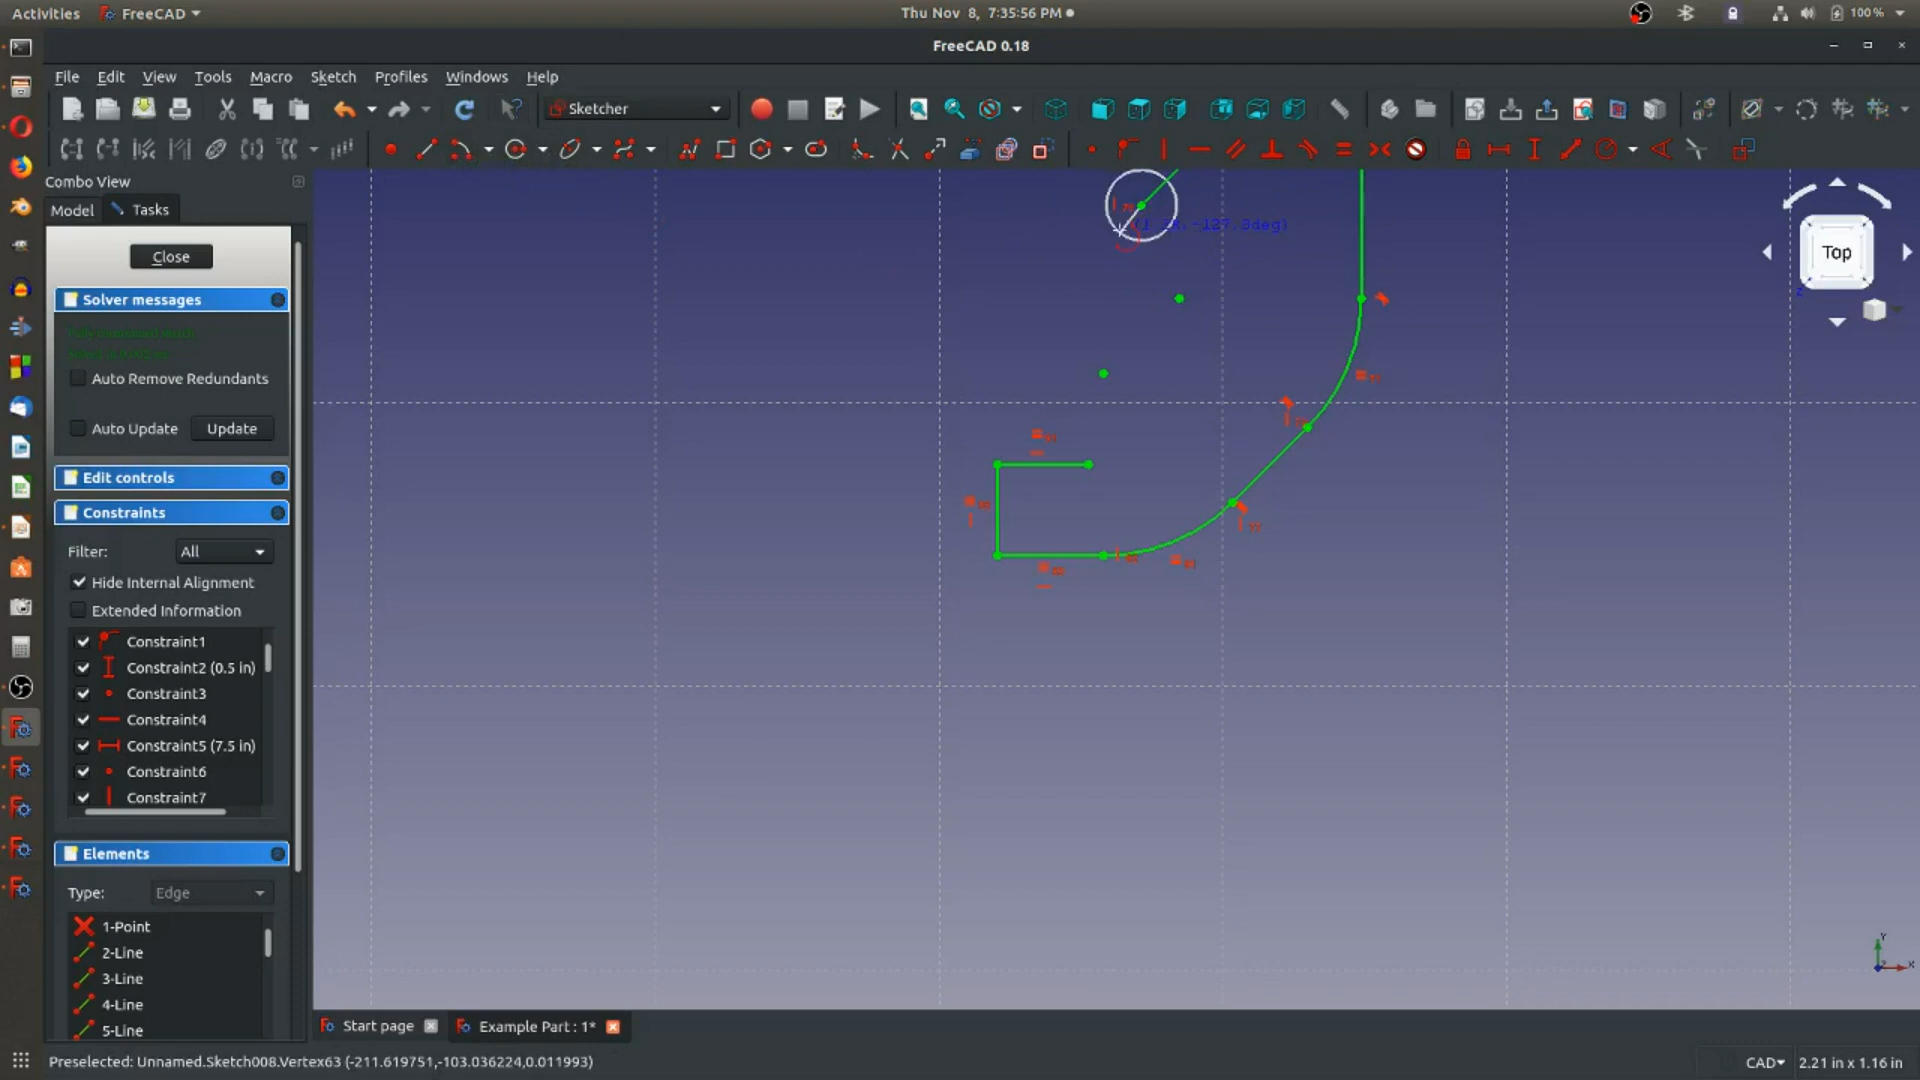 Activities
FreeCAD
Thu Nov 8, 7:35:56 PM
100%
FreeCAD 0.18
File Edit View Tools Macro Sketch Profiles Windows Help
Sketcher
Combo View
Model
Tasks
Close
Solver messages
Auto Remove Redundants
Auto Update
Update
Edit controls
Constraints
Filter:
All
Hide Internal Alignment
Extended Information
Constraint1
Constraint2 (0.5 in)
Constraint3
Constraint4
Constraint5 (7.5 in)
Constraint6
Constraint7
Elements
Type:
Edge
1-Point
2-Line
3-Line
4-Line
5-Line
Top
Z
Y
X
Start page
Example Part : 1*
Preselected: Unnamed.Sketch008.Vertex63 (-211.619751,-103.036224,0.011993)
CAD
2.21 in x 1.16 in